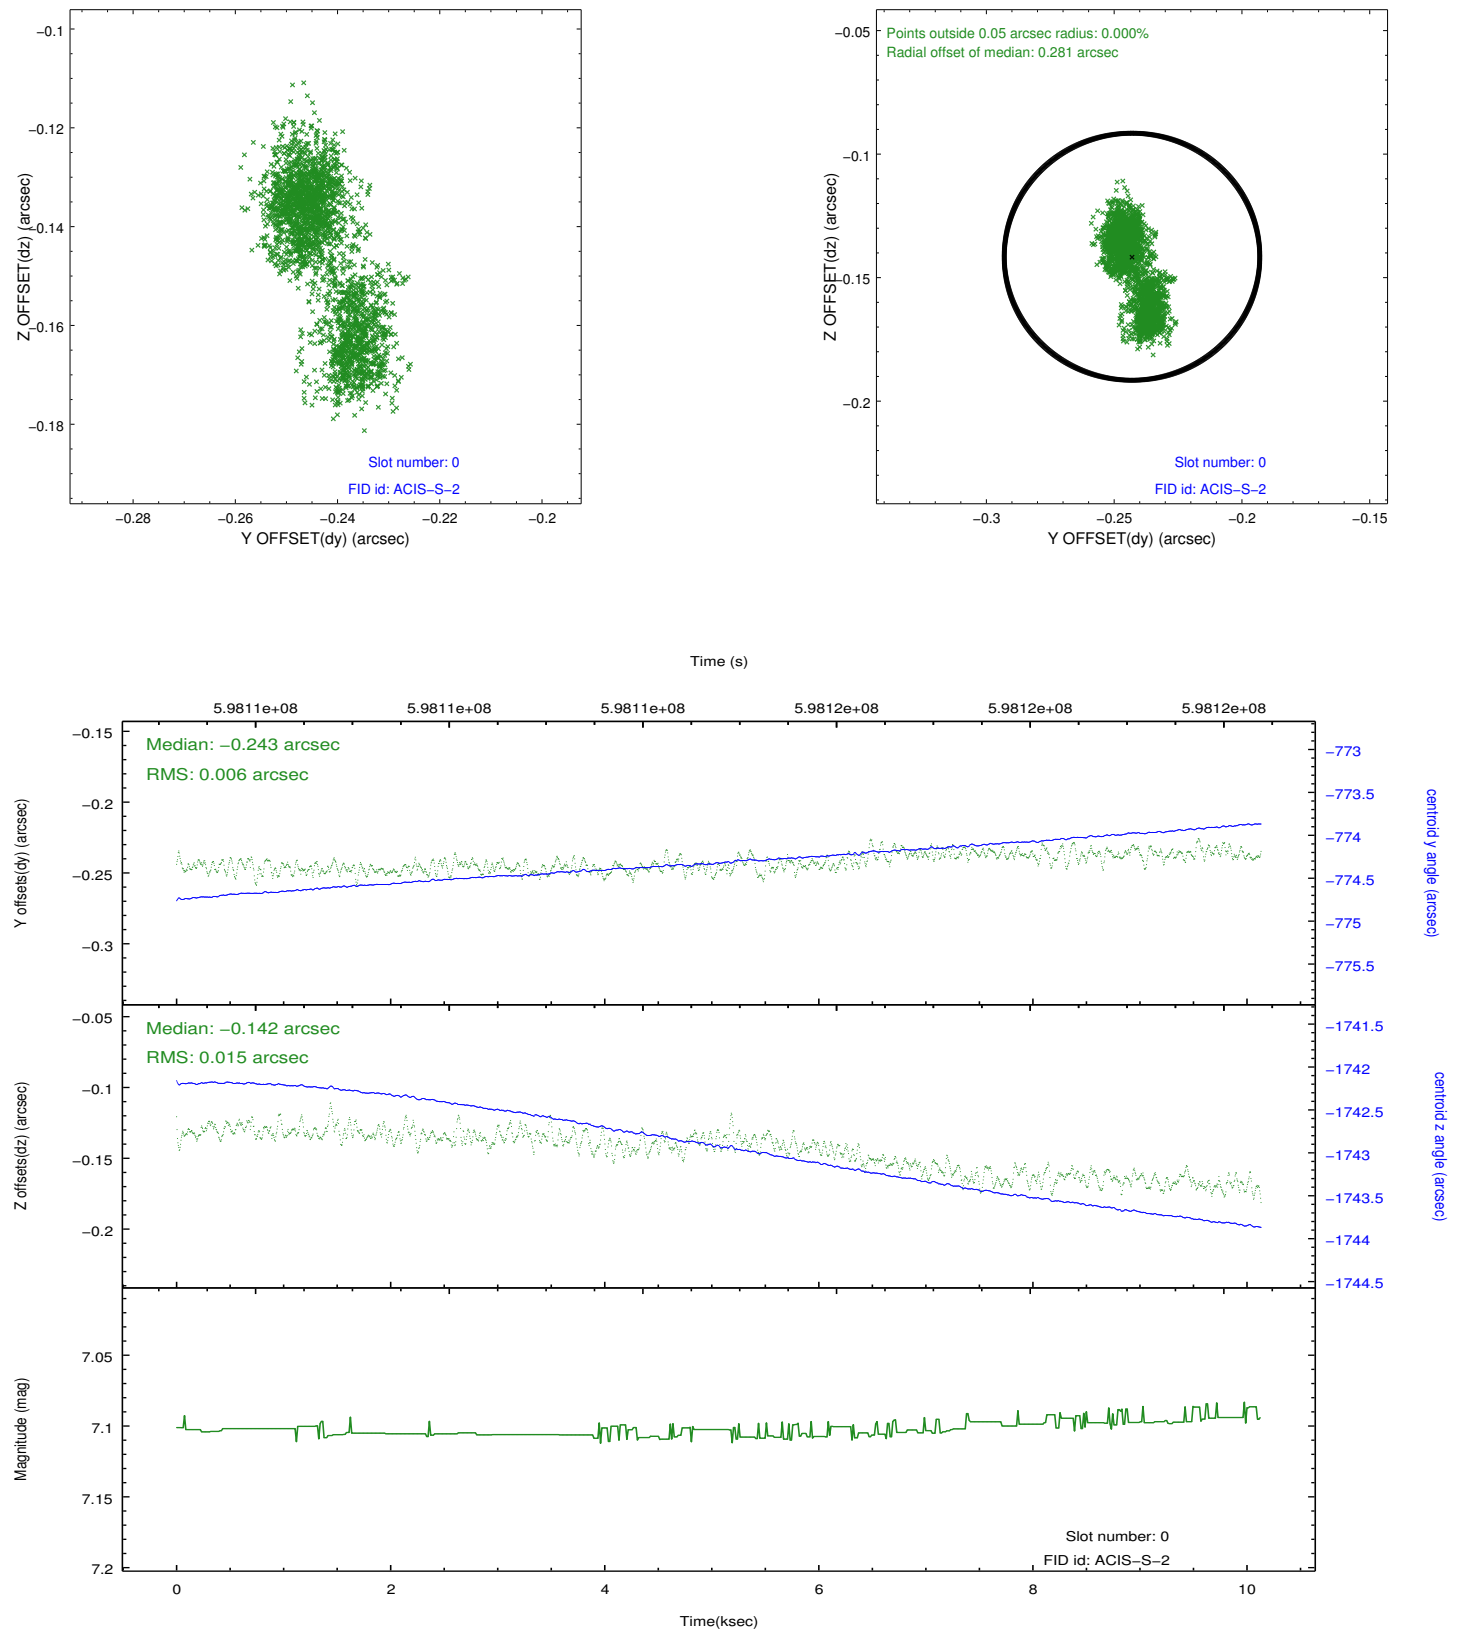 −0.1
−0.12
−0.14
−0.16
−0.18
Z OFFSET(dz) (arcsec)
Slot number: 0
FID id: ACIS−S−2
−0.28 −0.26 −0.24 −0.22 −0.2
Y OFFSET(dy) (arcsec)
Points outside 0.05 arcsec radius: 0.000%
Radial offset of median: 0.281 arcsec
−0.05
−0.1
−0.15
−0.2
Z OFFSET(dz) (arcsec)
Slot number: 0
FID id: ACIS−S−2
−0.3 −0.25 −0.2 −0.15
Y OFFSET(dy) (arcsec)
Time (s)
5.9811e+08 5.9811e+08 5.9811e+08 5.9812e+08 5.9812e+08 5.9812e+08
Median: −0.243 arcsec
RMS: 0.006 arcsec
−0.15
−0.2
−0.25
−0.3
Y offsets(dy) (arcsec)
−773
−773.5
−774
−774.5
−775
−775.5
centroid y angle (arcsec)
Median: −0.142 arcsec
RMS: 0.015 arcsec
−0.05
−0.1
−0.15
−0.2
Z offsets(dz) (arcsec)
−1741.5
−1742
−1742.5
−1743
−1743.5
−1744
−1744.5
centroid z angle (arcsec)
7.05
7.1
7.15
7.2
Magnitude (mag)
Slot number: 0
FID id: ACIS−S−2
0 2 4 6 8 10
Time(ksec)